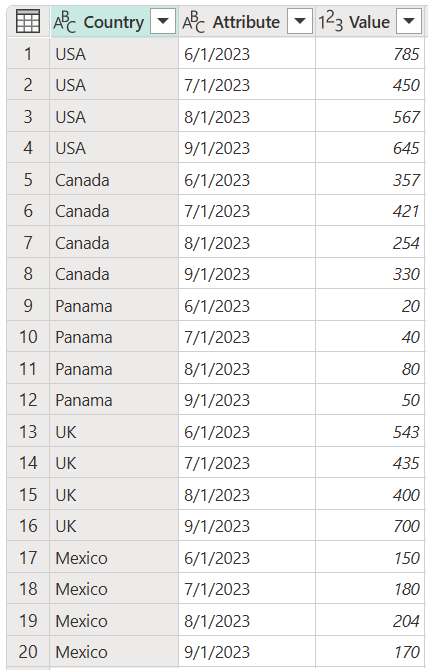 ABC Country ABC Attribute 123 Value
1 USA 6/1/2023 785
2 USA 7/1/2023 450
3 USA 8/1/2023 567
4 USA 9/1/2023 645
5 Canada 6/1/2023 357
6 Canada 7/1/2023 421
7 Canada 8/1/2023 254
8 Canada 9/1/2023 330
9 Panama 6/1/2023 20
10 Panama 7/1/2023 40
11 Panama 8/1/2023 80
12 Panama 9/1/2023 50
13 UK 6/1/2023 543
14 UK 7/1/2023 435
15 UK 8/1/2023 400
16 UK 9/1/2023 700
17 Mexico 6/1/2023 150
18 Mexico 7/1/2023 180
19 Mexico 8/1/2023 204
20 Mexico 9/1/2023 170